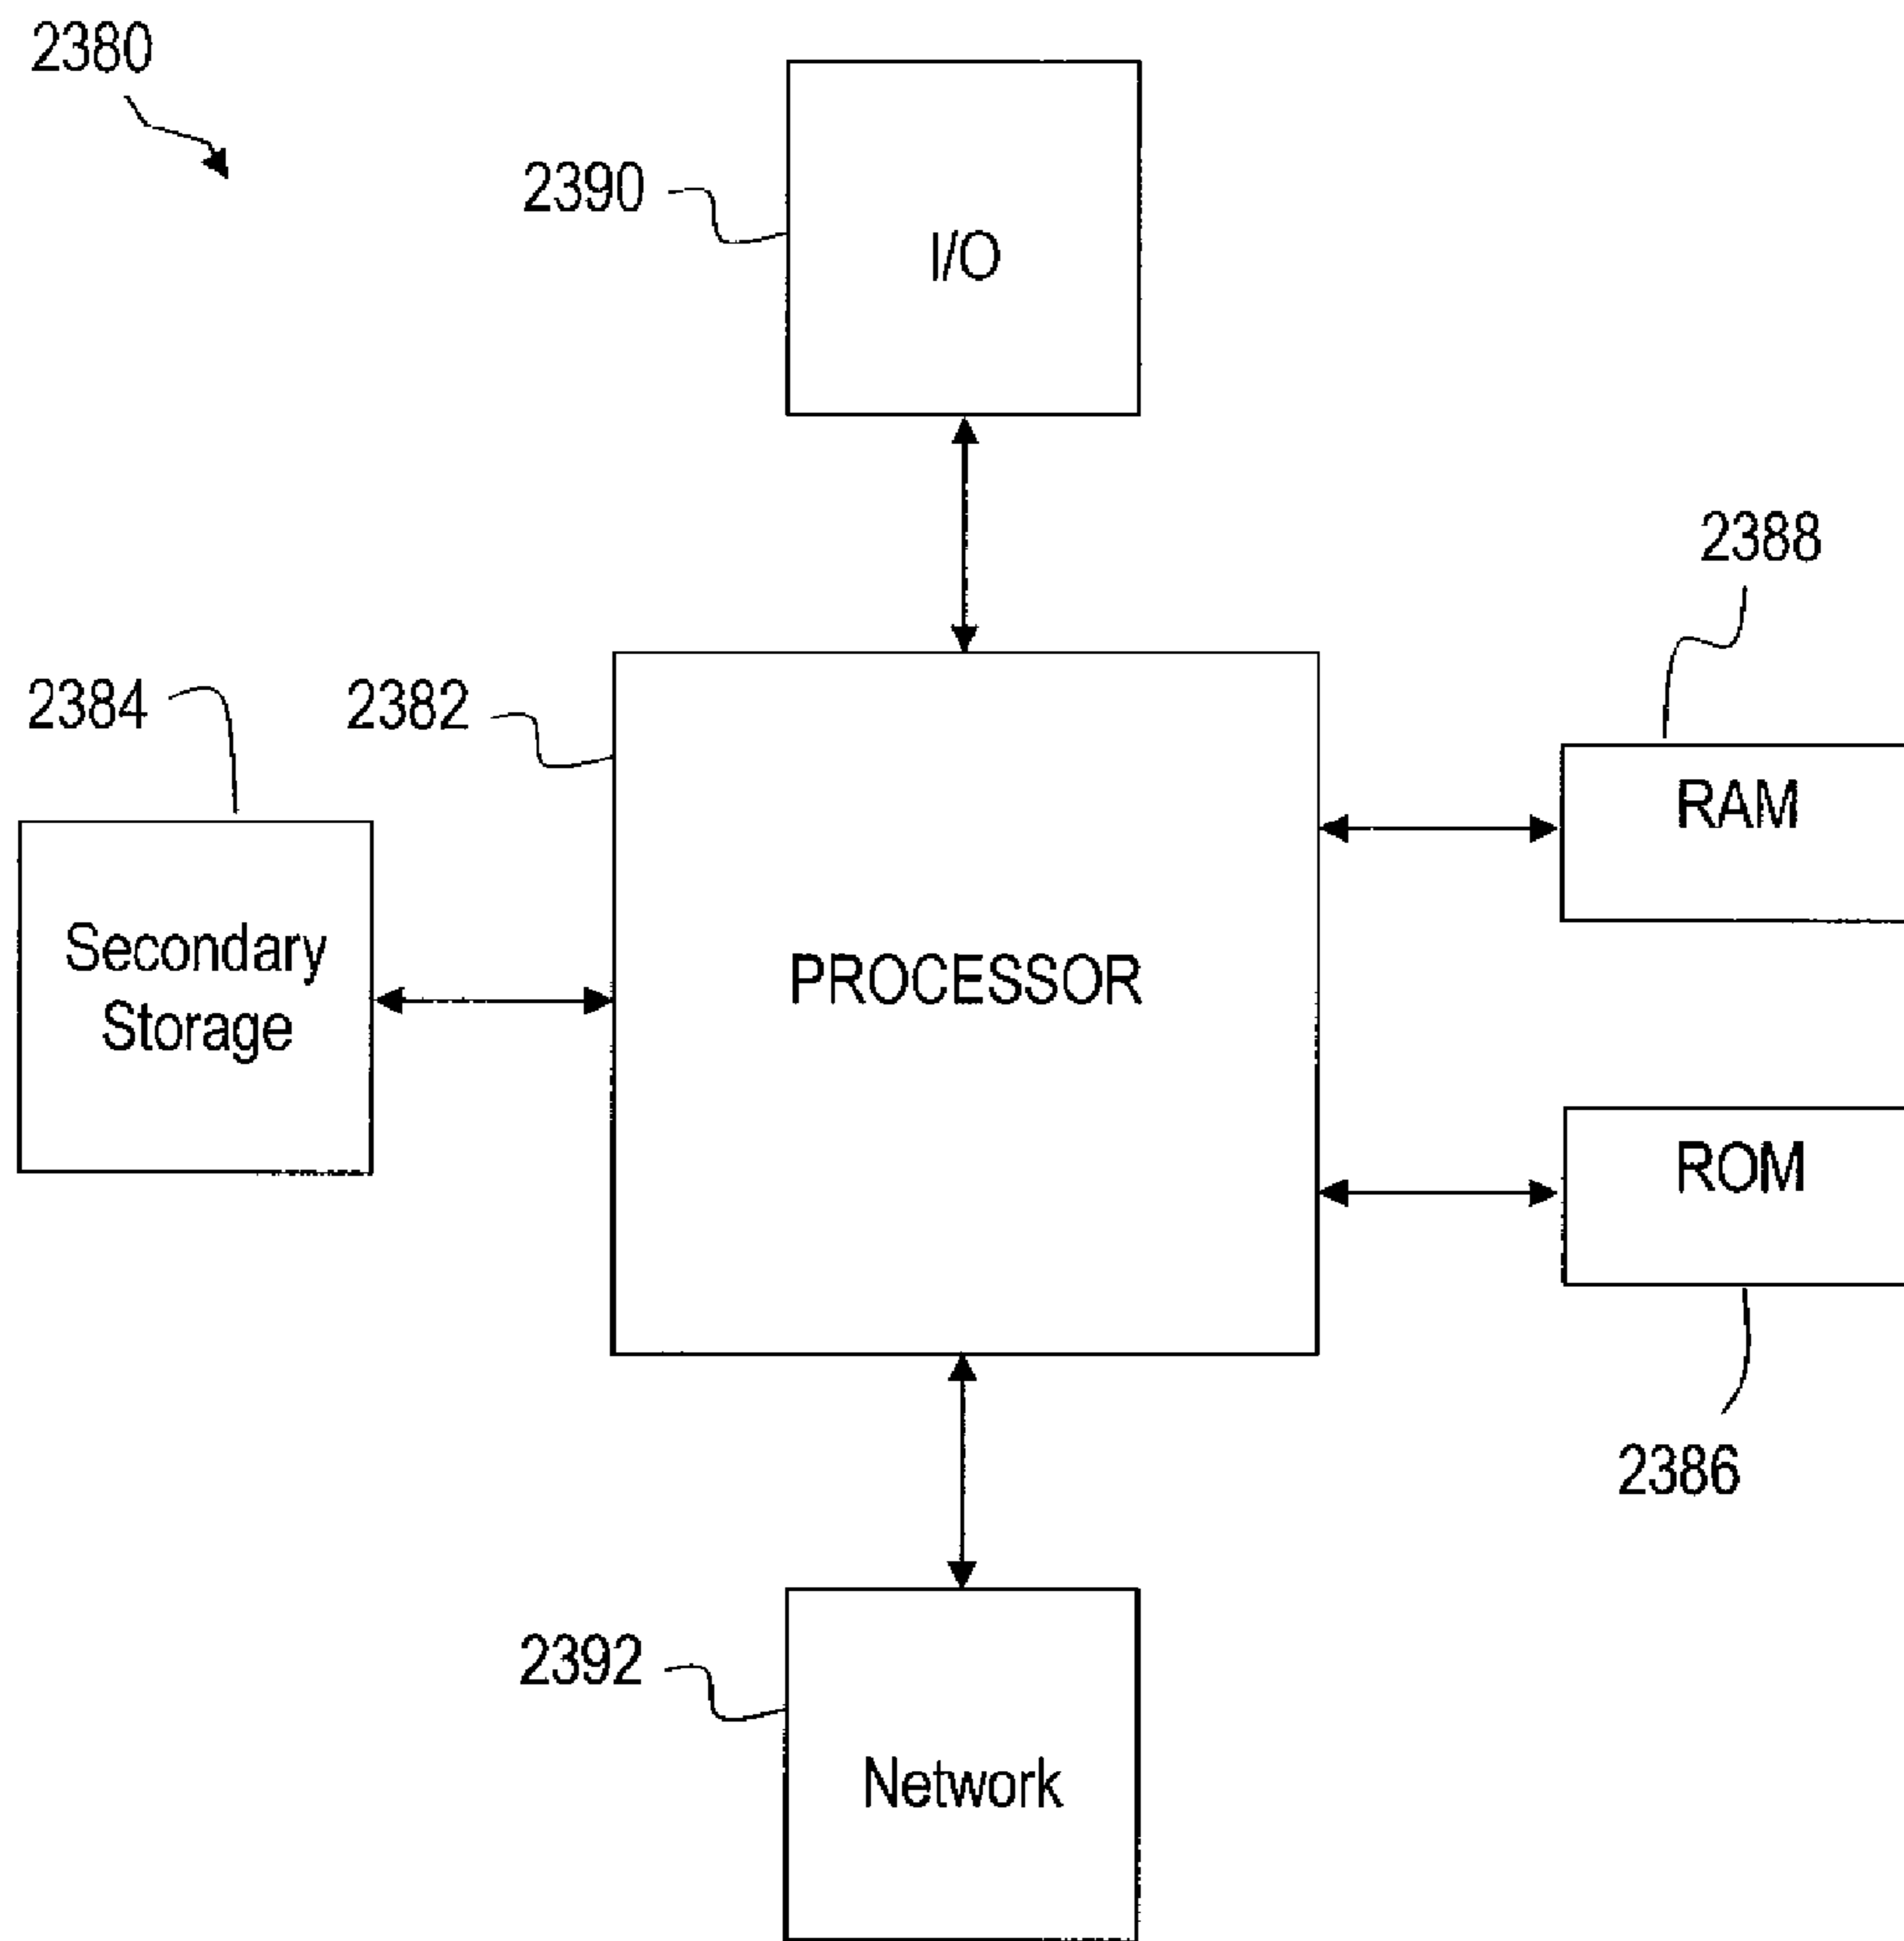 2380
2390
I/O
2388
2384
2382
RAM
Secondary
Storage
PROCESSOR
ROM
2386
2392
Network